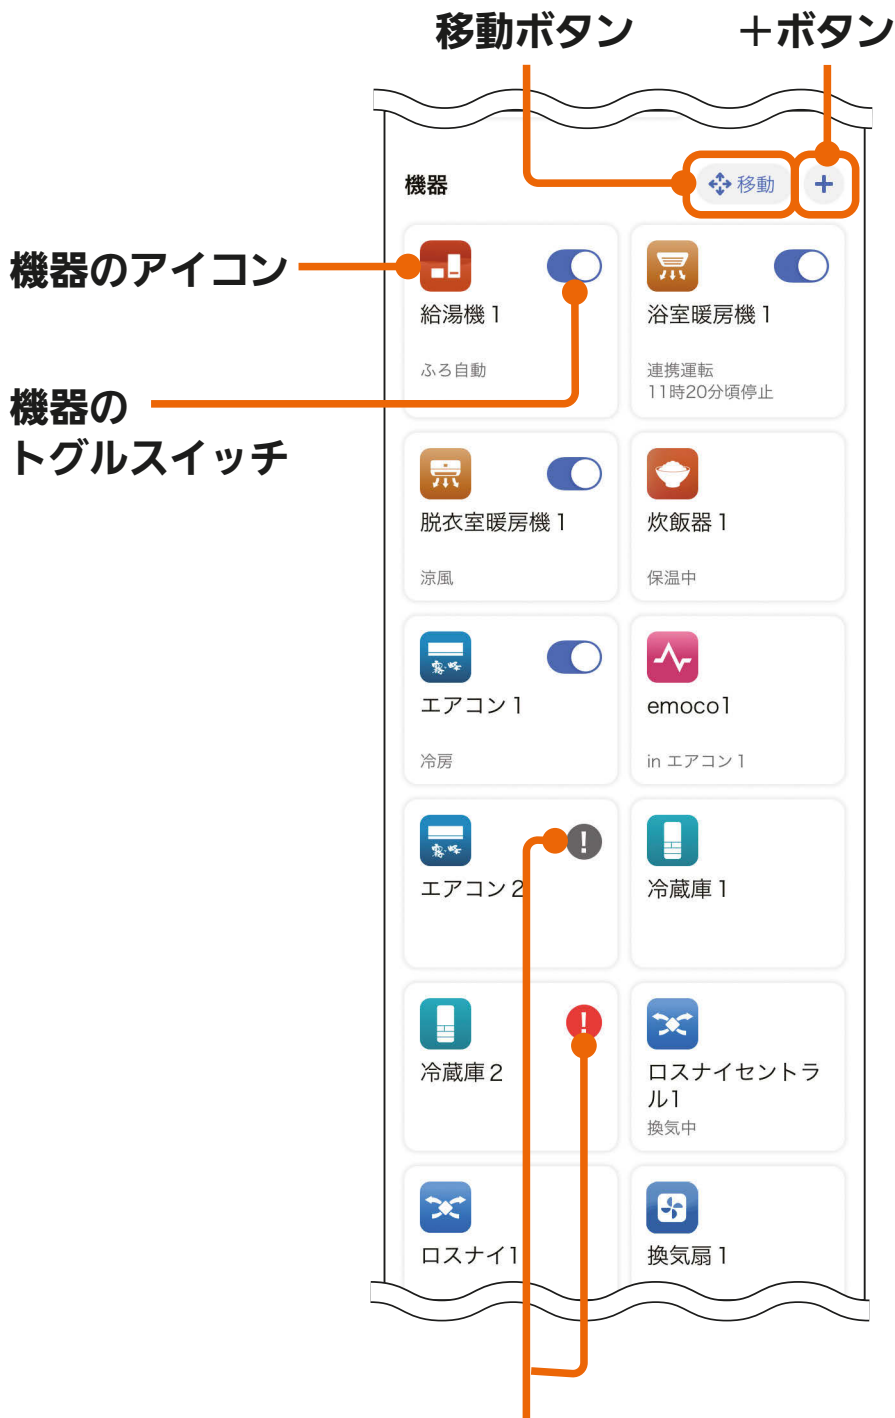 移動ボタン
＋ボタン
機器
移動
+
機器のアイコン
給湯機 1
ふろ自動
浴室暖房機 1
連携運転
11時20分頃停止
機器の
トグルスイッチ
脱衣室暖房機 1
涼風
炊飯器 1
保温中
霧・峰
エアコン 1
冷房
emoco1
in エアコン 1
霧・峰
!
エアコン 2
冷蔵庫 1
!
冷蔵庫 2
ロスナイセントラ
ル1
換気中
ロスナイ1
換気扇 1